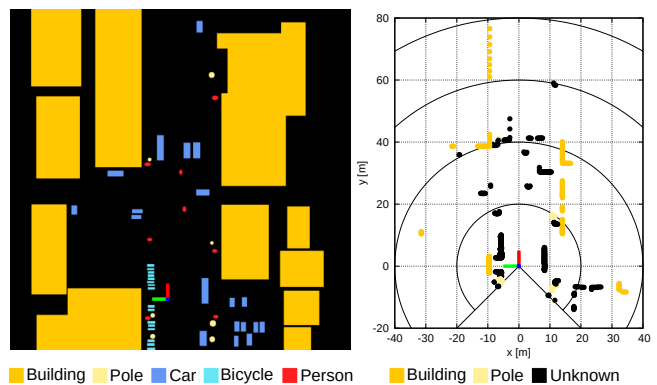 80
60
40
20
0
-20
y [m]
-40 -30 -20 -10 0 10 20 30 40
x [m]
Building Pole Car Bicycle Person
Building Pole Unknown